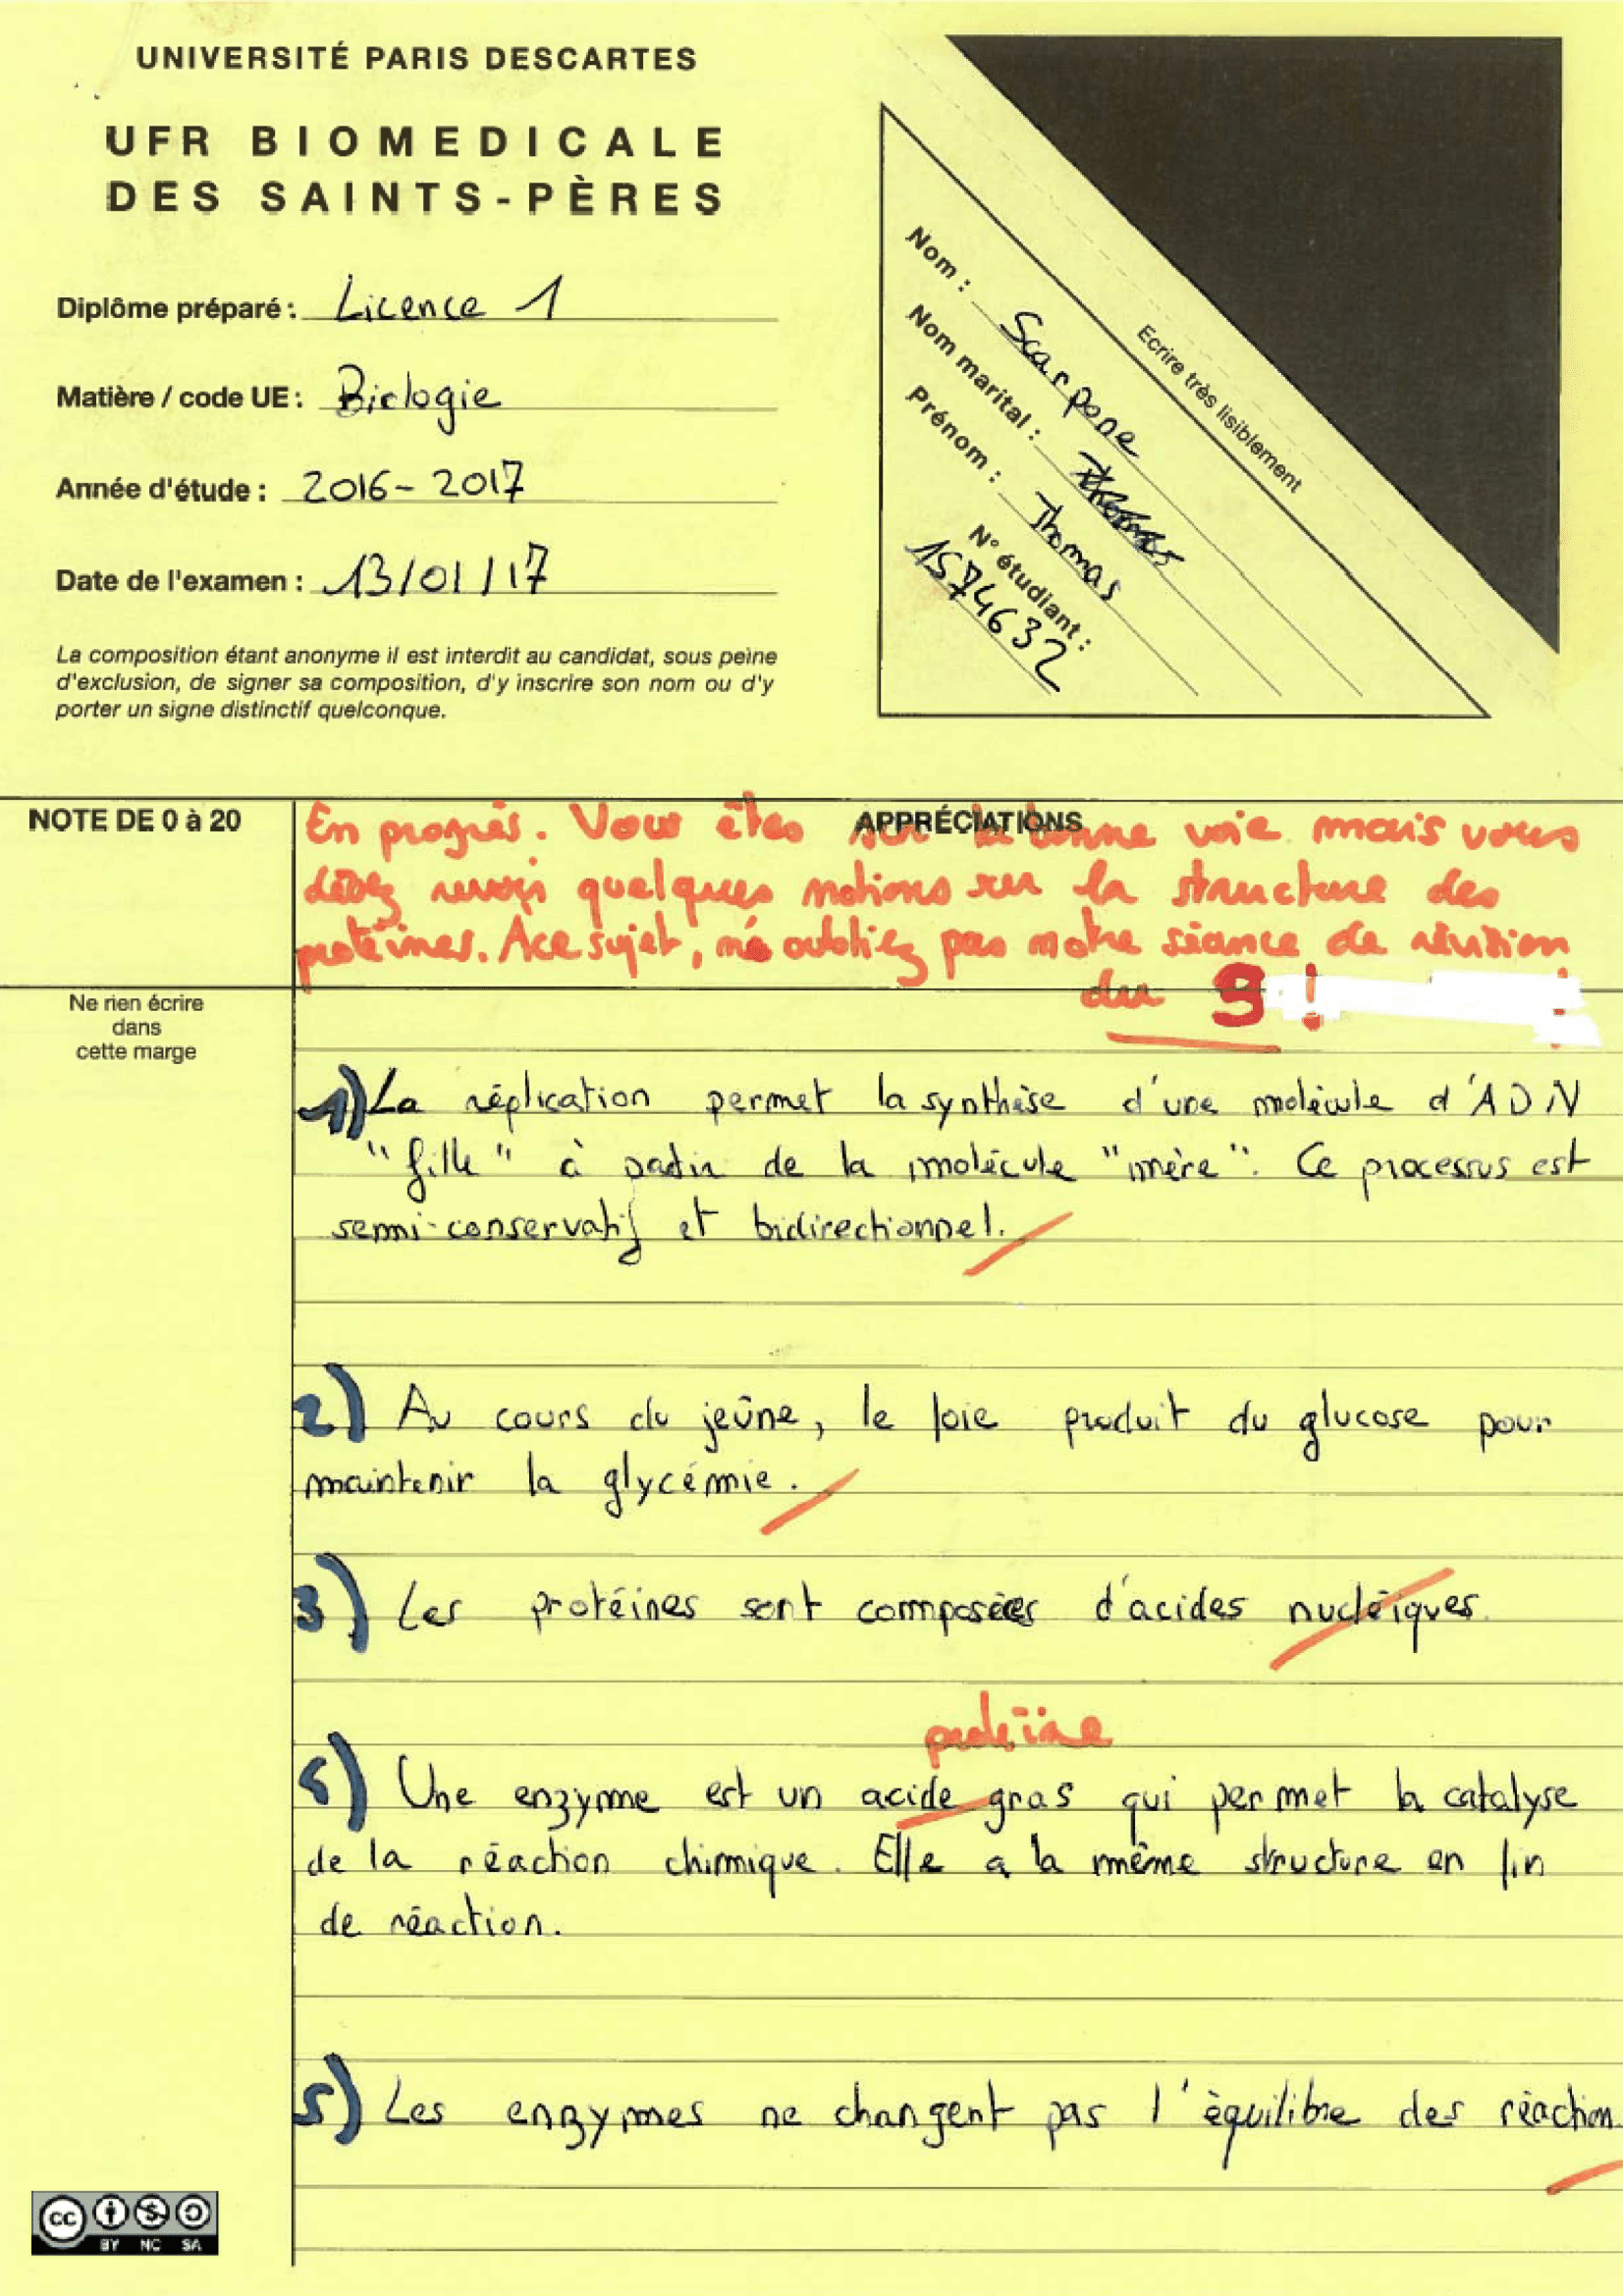 UNIVERSITÉ PARIS DESCARTES
UFR BIOMEDICALE
DES SAINTS-PÈRES
Diplôme préparé : Licence 1
Matière / code UE : Biologie
Année d'étude : 2016-2017
Date de l'examen : 13/01/17
La composition étant anonyme il est interdit au candidat, sous peine
d'exclusion, de signer sa composition, d'y inscrire son nom ou d'y
porter un signe distinctif quelconque.
Ecrire très lisiblement
Nom : Scarpone
Nom marital : Thomas
Prénom : Thomas
N° étudiant :
1574632
NOTE DE 0 à 20
APPRÉCIATIONS
En progrès. Vous êtes sur la bonne voie mais vous
devez revoir quelques notions sur la structure des
protéines. A ce sujet, n'oubliez pas notre séance de révision
du 9 !
Ne rien écrire
dans
cette marge
1) La réplication permet la synthèse d'une molécule d'ADN
"fille" à partir de la molécule "mère". Ce processus est
semi-conservatif et bidirectionnel.
2) Au cours du jeûne, le foie produit du glucose pour
maintenir la glycémie.
3) Les protéines sont composées d'acides nucléiques.
protéine
Une enzyme est un acide gras qui permet la catalyse
de la réaction chimique. Elle a la même structure en fin
de réaction.
5) Les enzymes ne changent pas l'équilibre des réaction.
cc BY NC SA